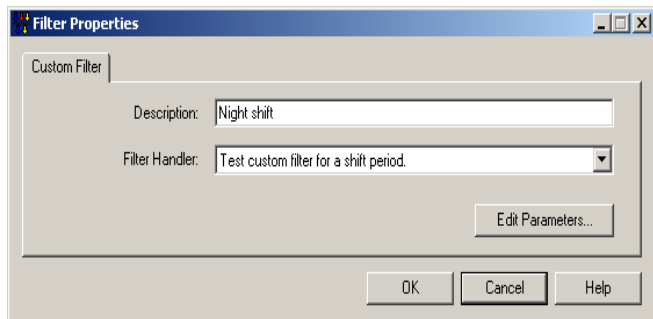 Filter Properties
Custom Filter
Description: Night shift
Filter Handler: Test custom filter for a shift period.
Edit Parameters...
OK Cancel Help